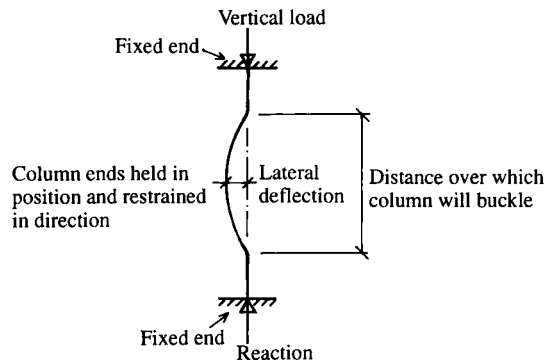 Vertical load
Fixed end
Column ends held in
position and restrained
in direction
Lateral
deflection
Distance over which
column will buckle
Fixed end
Reaction